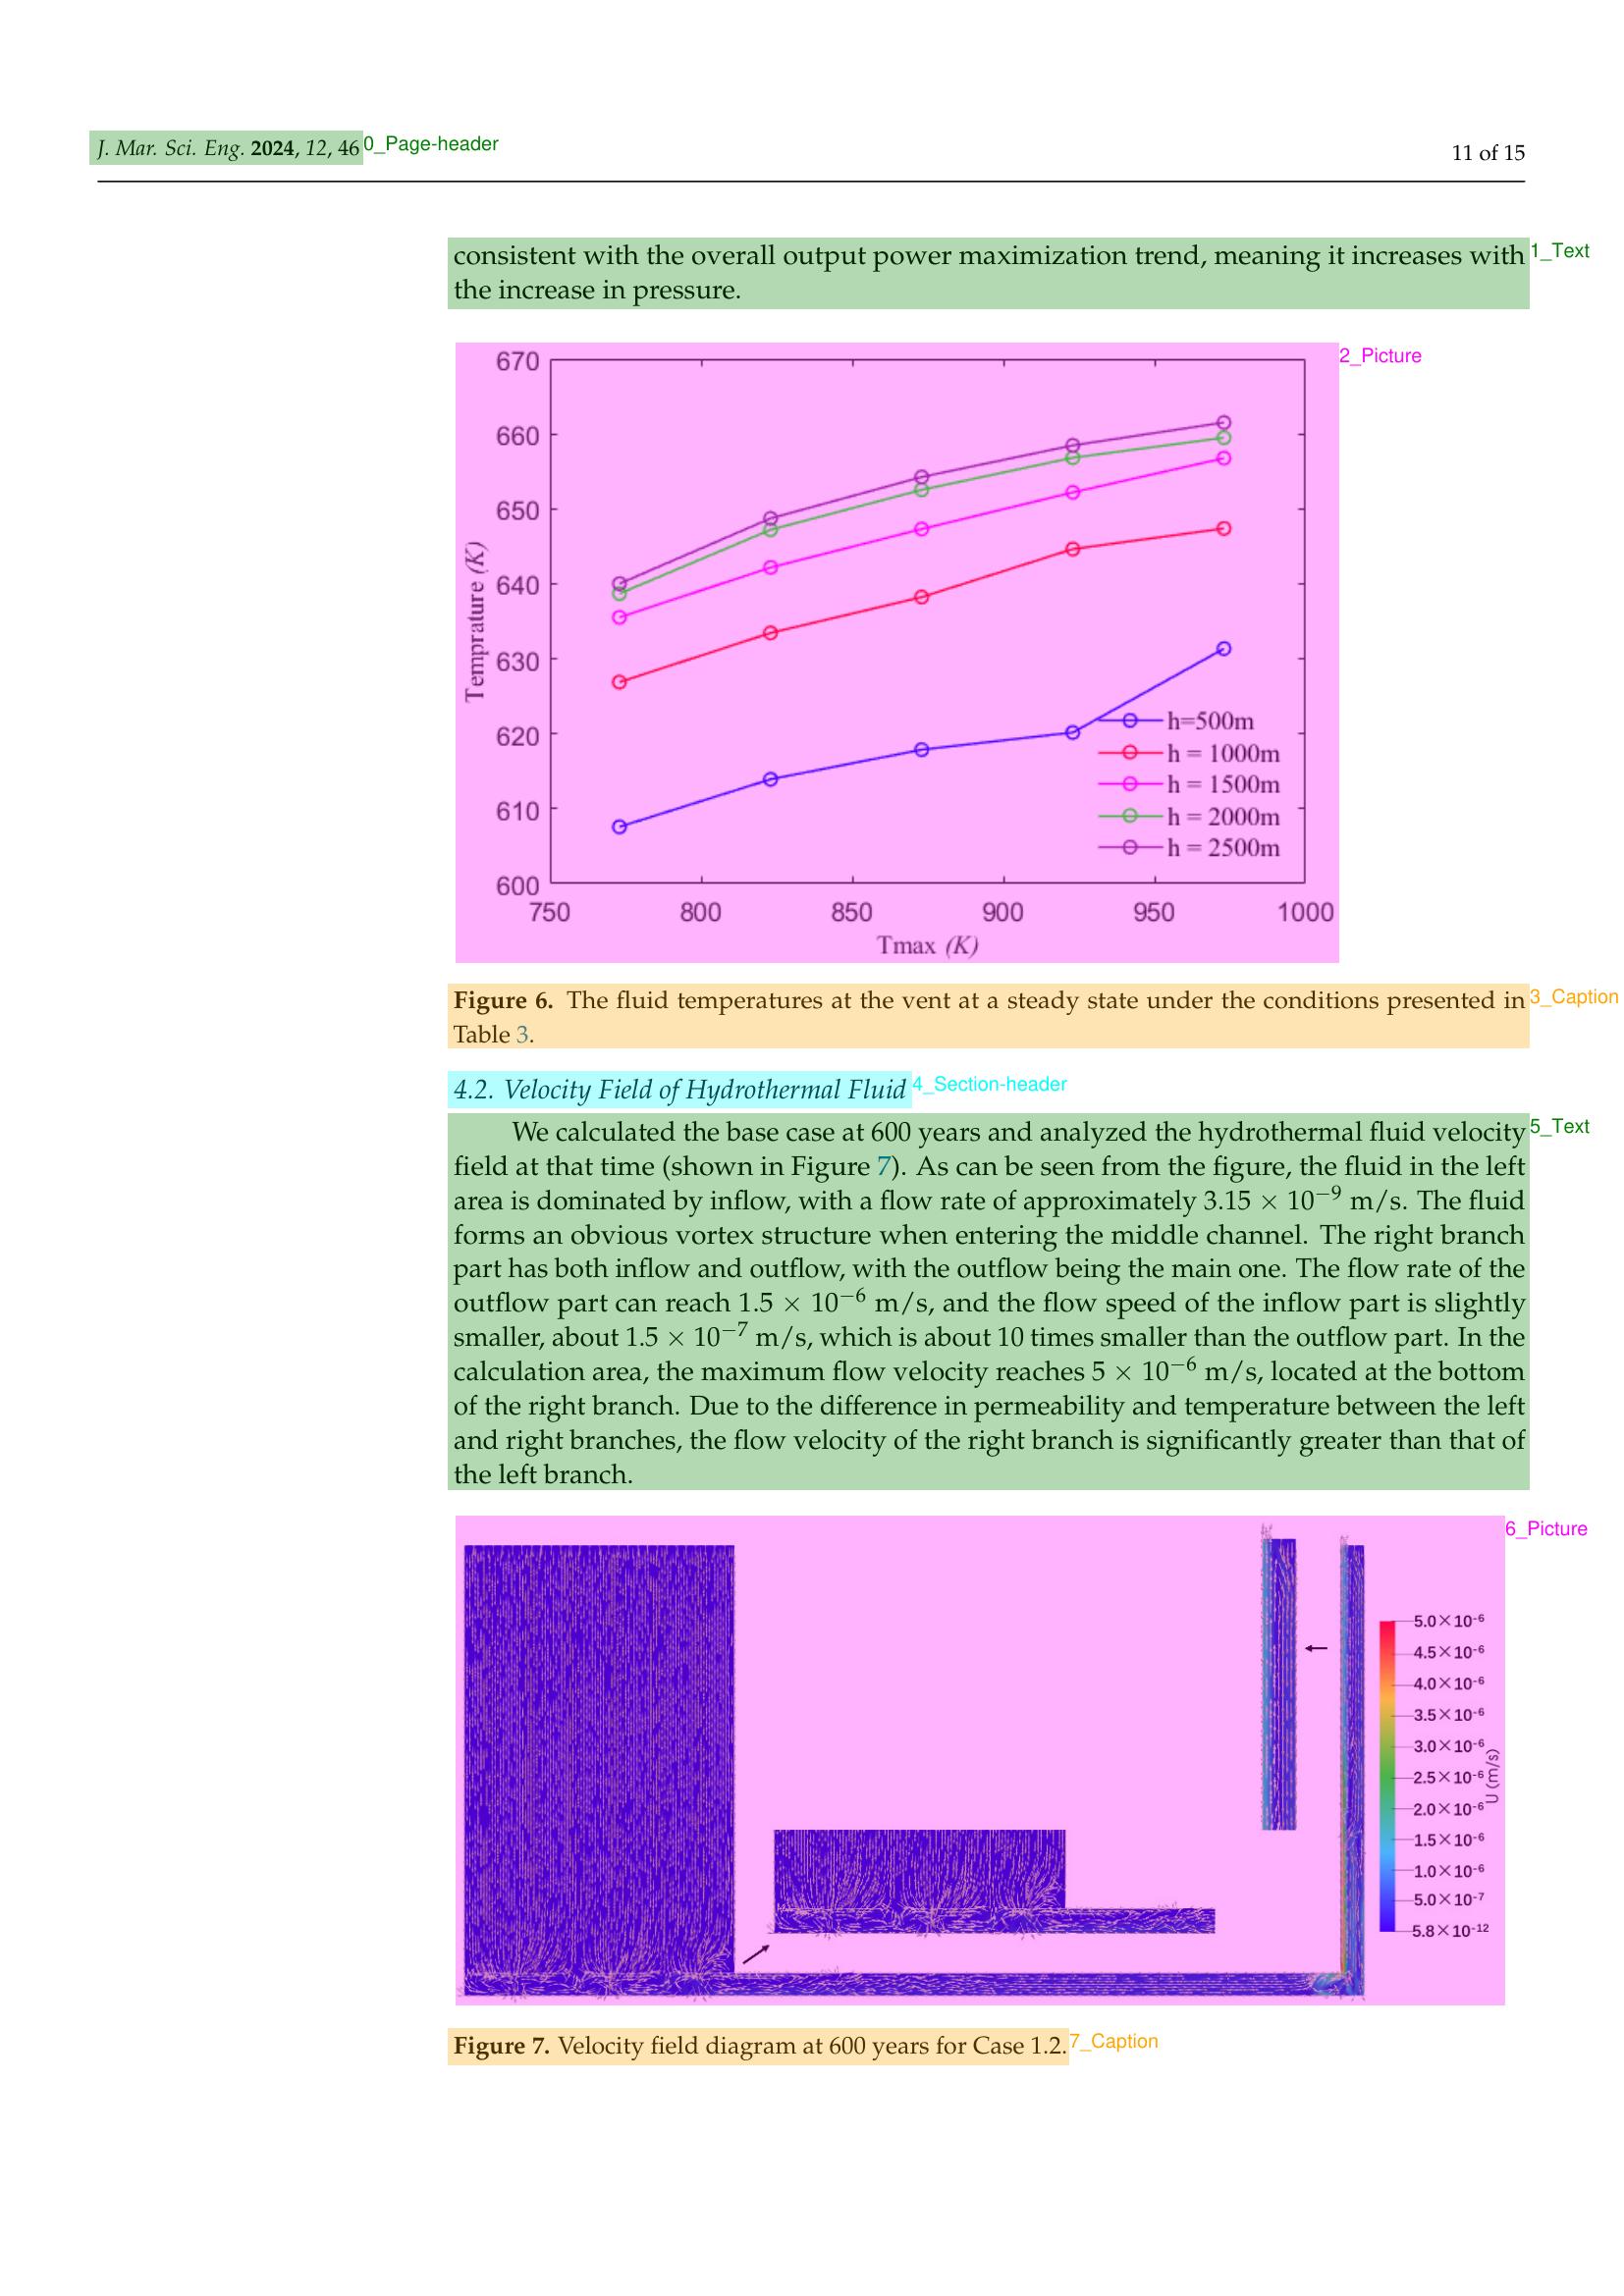 J. Mar. Sci. Eng. 2024, 12, 46
0_Page-header
11 of 15
consistent with the overall output power maximization trend, meaning it increases with
the increase in pressure.
1_Text
2_Picture
670
660
650
640
630
620
610
600
Temprature (K)
h=500m
h = 1000m
h = 1500m
h = 2000m
h = 2500m
750 800 850 900 950 1000
Tmax (K)
Figure 6. The fluid temperatures at the vent at a steady state under the conditions presented in
Table 3.
3_Caption
4.2. Velocity Field of Hydrothermal Fluid
4_Section-header
We calculated the base case at 600 years and analyzed the hydrothermal fluid velocity
field at that time (shown in Figure 7). As can be seen from the figure, the fluid in the left
area is dominated by inflow, with a flow rate of approximately 3.15 × 10⁻⁹ m/s. The fluid
forms an obvious vortex structure when entering the middle channel. The right branch
part has both inflow and outflow, with the outflow being the main one. The flow rate of the
outflow part can reach 1.5 × 10⁻⁶ m/s, and the flow speed of the inflow part is slightly
smaller, about 1.5 × 10⁻⁷ m/s, which is about 10 times smaller than the outflow part. In the
calculation area, the maximum flow velocity reaches 5 × 10⁻⁶ m/s, located at the bottom
of the right branch. Due to the difference in permeability and temperature between the left
and right branches, the flow velocity of the right branch is significantly greater than that of
the left branch.
5_Text
6_Picture
5.0×10⁻⁶
4.5×10⁻⁶
4.0×10⁻⁶
3.5×10⁻⁶
3.0×10⁻⁶
2.5×10⁻⁶
2.0×10⁻⁶
1.5×10⁻⁶
1.0×10⁻⁶
5.0×10⁻⁷
5.8×10⁻¹²
U (m/s)
Figure 7. Velocity field diagram at 600 years for Case 1.2.
7_Caption